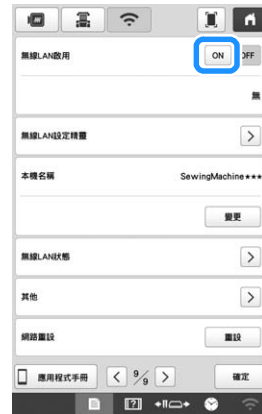 無線LAN啟用 ON OFF
無
無線LAN設定精靈
本機名稱 SewingMachine***
變更
無線LAN狀態
其他
網路重設 重設
應用程式手冊 9/9 確定